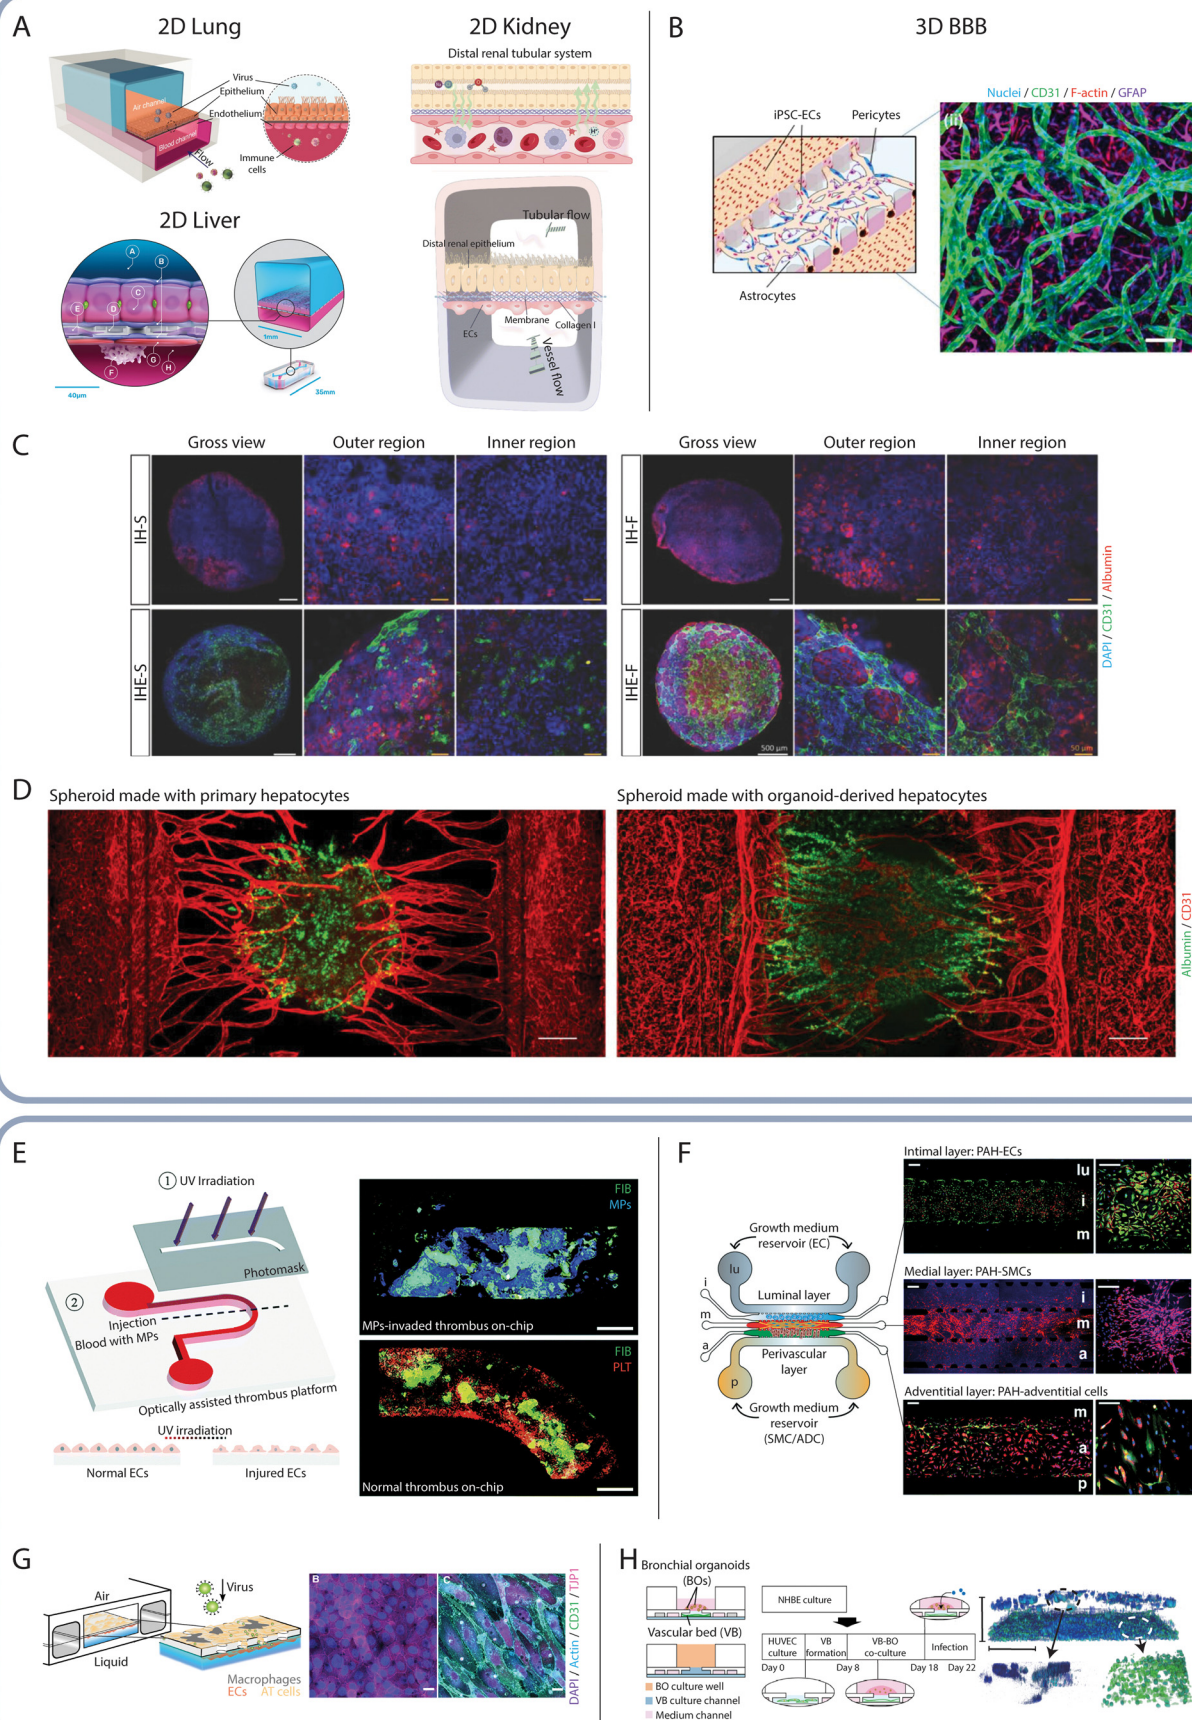 A
2D Lung
Virus
Epithelium
Endothelium
Air channel
Blood channel
Flow
Immune
cells
2D Kidney
Distal renal tubular system
H⁺
Tubular flow
Distal renal epithelium
ECs
Membrane
Collagen I
Vessel flow
2D Liver
A
B
C
D
E
F
G
H
40μm
1mm
35mm
B
3D BBB
Nuclei / CD31 / F-actin / GFAP
(ii)
iPSC-ECs
Pericytes
Astrocytes
C
Gross view
Outer region
Inner region
Gross view
Outer region
Inner region
IH-S
IH-F
IHE-S
IHE-F
500 μm
50 μm
DAPI / CD31 / Albumin
D
Spheroid made with primary hepatocytes
Spheroid made with organoid-derived hepatocytes
Albumin / CD31
E
1 UV Irradiation
Photomask
2
Injection
Blood with MPs
Optically assisted thrombus platform
UV irradiation
Normal ECs
Injured ECs
FIB
MPs
MPs-invaded thrombus on-chip
FIB
PLT
Normal thrombus on-chip
F
Growth medium
reservoir (EC)
lu
Luminal layer
i
m
a
Perivascular
layer
p
Growth medium
reservoir
(SMC/ADC)
Intimal layer: PAH-ECs
lu
i
m
Medial layer: PAH-SMCs
i
m
a
Adventitial layer: PAH-adventitial cells
m
a
p
G
Air
Liquid
Virus
Macrophages
ECs
AT cells
B
C
DAPI / Actin / CD31 / TJP1
H
Bronchial organoids
(BOs)
Vascular bed (VB)
BO culture well
VB culture channel
Medium channel
NHBE culture
HUVEC
culture
VB
formation
VB-BO
co-culture
Infection
Day 0
Day 8
Day 18
Day 22